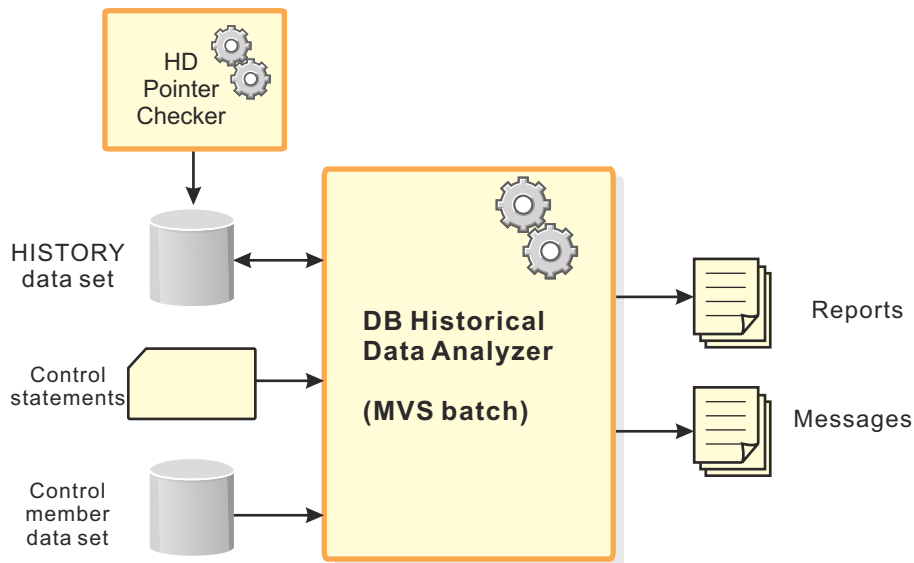 HD
Pointer
Checker
HISTORY
data set
DB Historical
Data Analyzer
(MVS batch)
Reports
Control
statements
Messages
Control
member
data set